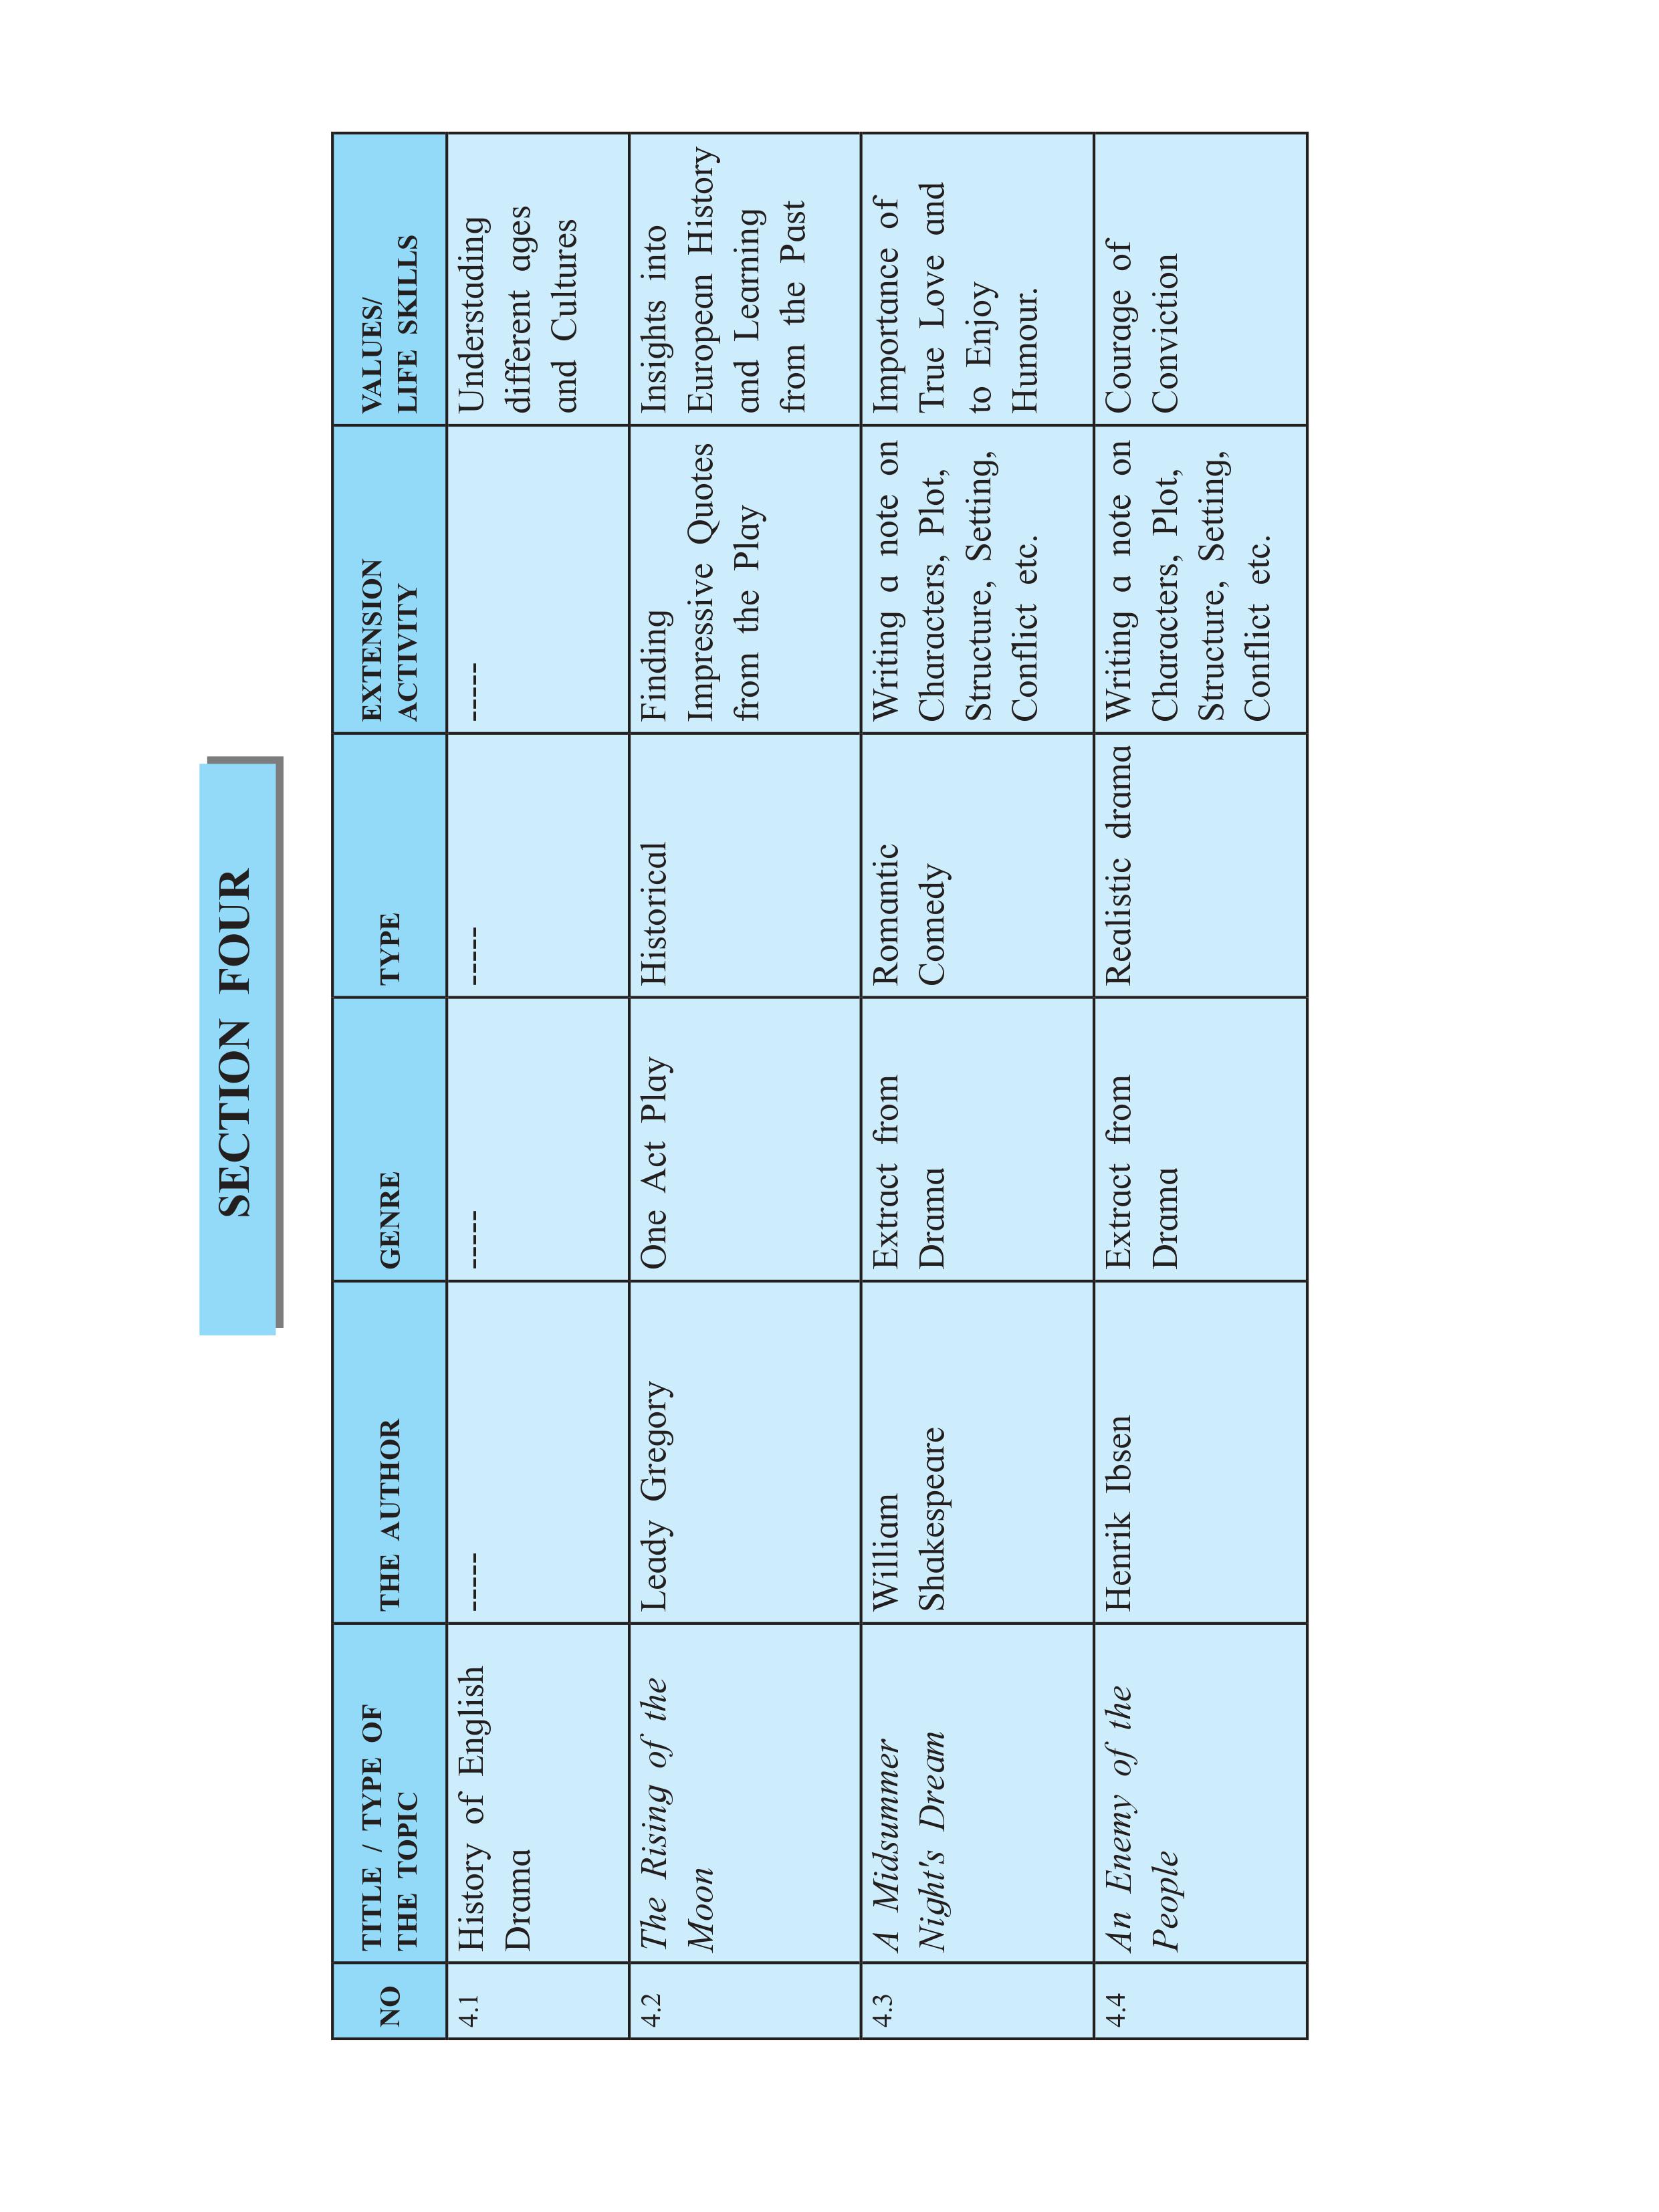 SECTION FOUR
NO
TITLE / TYPE OF
THE TOPIC
THE AUTHOR
GENRE
TYPE
EXTENSION
ACTIVITY
VALUES/
LIFE SKILLS
4.1
History of English
Drama
------
------
------
------
Understading
different ages
and Cultures
4.2
The Rising of the
Moon
Leady Gregory
One Act Play
Historical
Finding
Impressive Quotes
from the Play
Insights into
European History
and Learning
from the Past
4.3
A Midsummer
Night's Dream
William
Shakespeare
Extract from
Drama
Romantic
Comedy
Writing a note on
Characters, Plot,
Structure, Setting,
Conflict etc.
Importance of
True Love and
to Enjoy
Humour.
4.4
An Enemy of the
People
Henrik Ibsen
Extract from
Drama
Realistic drama
Writing a note on
Characters, Plot,
Structure, Setting,
Conflict etc.
Courage of
Conviction